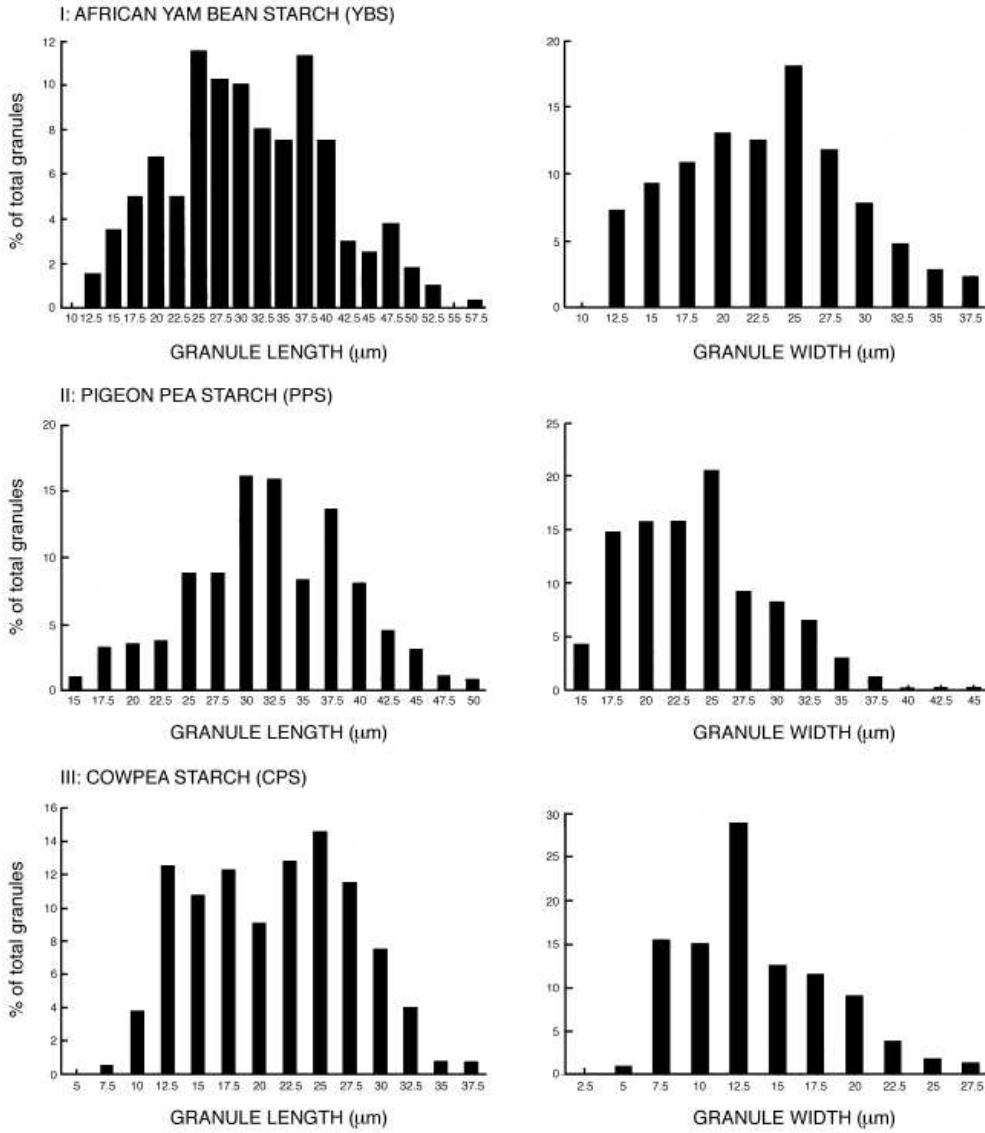 I: AFRICAN YAM BEAN STARCH (YBS)
% of total granules
12
10
8
6
4
2
0
10 12.5 15 17.5 20 22.5 25 27.5 30 32.5 35 37.5 40 42.5 45 47.5 50 52.5 55 57.5
GRANULE LENGTH (μm)
20
15
10
5
0
10 12.5 15 17.5 20 22.5 25 27.5 30 32.5 35 37.5
GRANULE WIDTH (μm)
II: PIGEON PEA STARCH (PPS)
% of total granules
20
15
10
5
0
15 17.5 20 22.5 25 27.5 30 32.5 35 37.5 40 42.5 45 47.5 50
GRANULE LENGTH (μm)
25
20
15
10
5
0
15 17.5 20 22.5 25 27.5 30 32.5 35 37.5 40 42.5 45
GRANULE WIDTH (μm)
III: COWPEA STARCH (CPS)
% of total granules
16
14
12
10
8
6
4
2
0
5 7.5 10 12.5 15 17.5 20 22.5 25 27.5 30 32.5 35 37.5
GRANULE LENGTH (μm)
30
25
20
15
10
5
0
2.5 5 7.5 10 12.5 15 17.5 20 22.5 25 27.5
GRANULE WIDTH (μm)